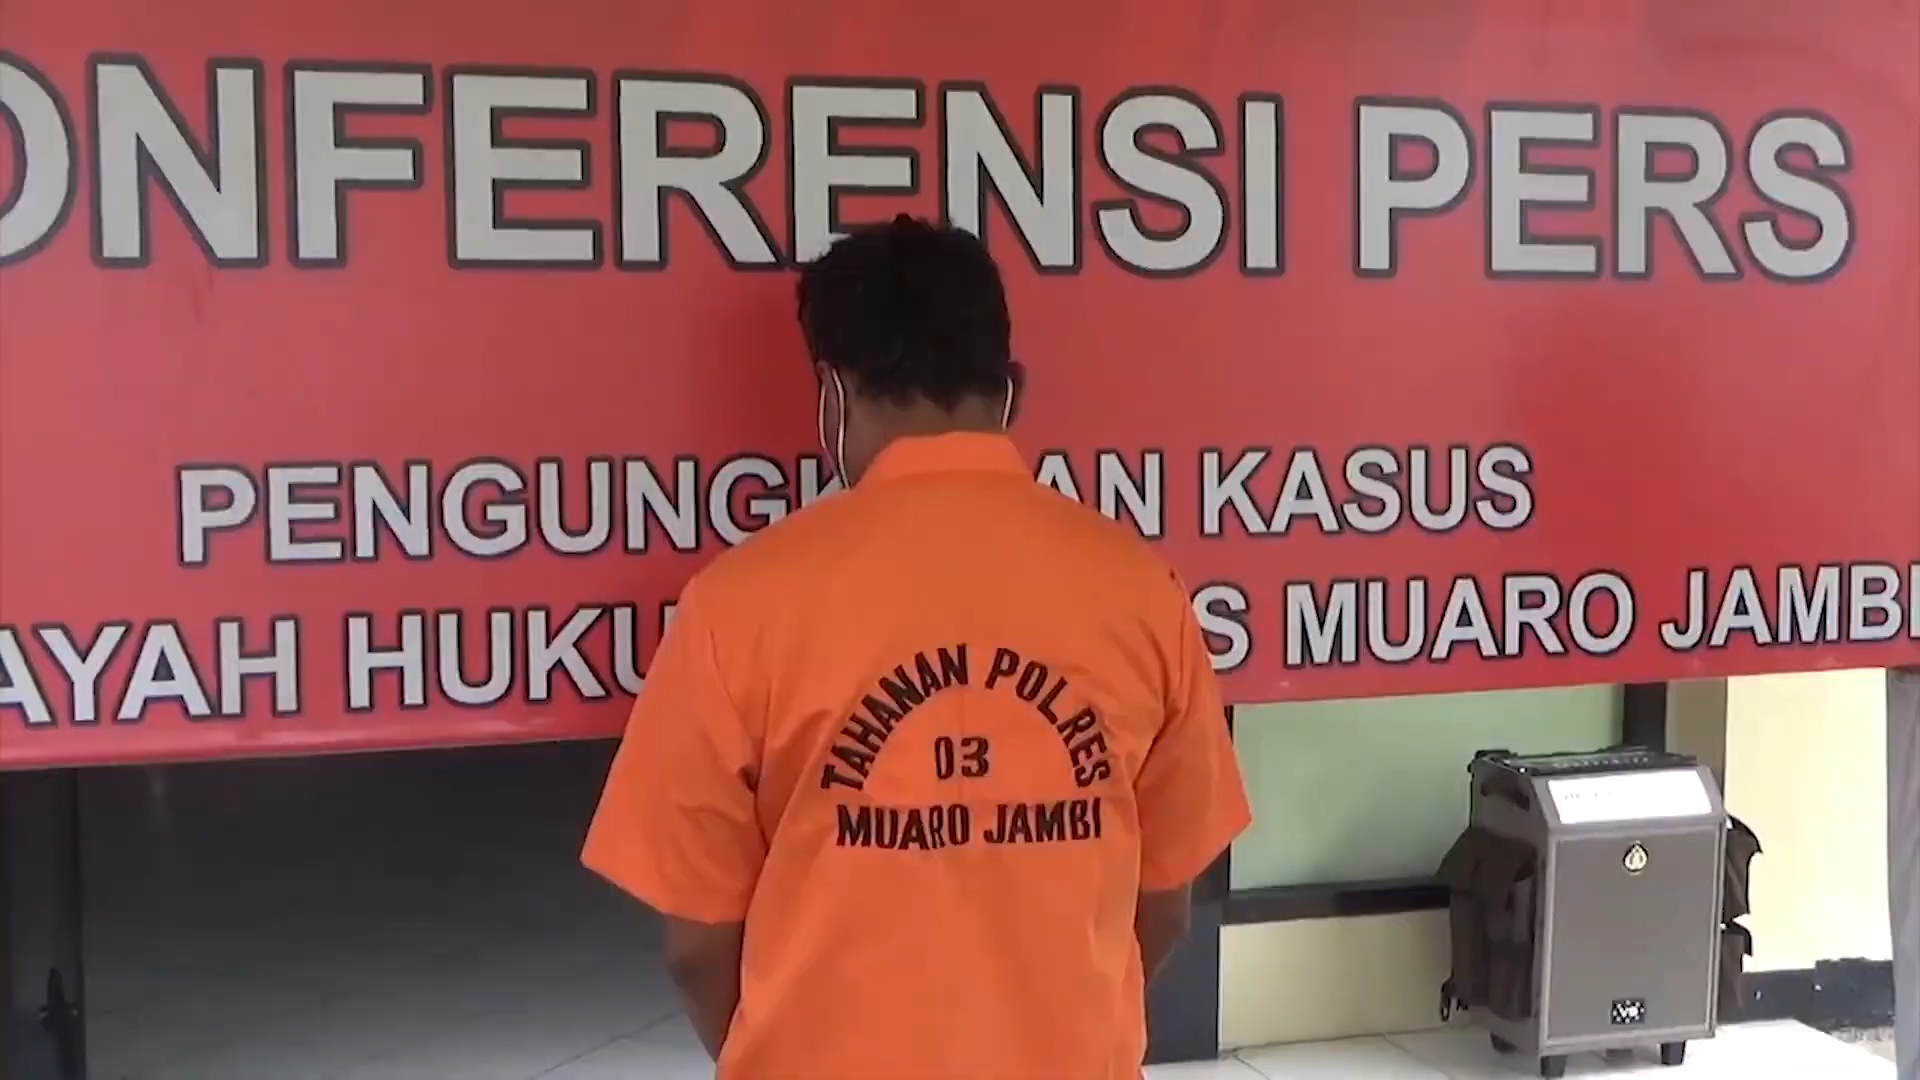 ONFERENSI PERS
PENGUNGK AN KASUS
AYAH HUKU S MUARO JAMBI
TAHANAN POLRES
03
MUARO JAMBI